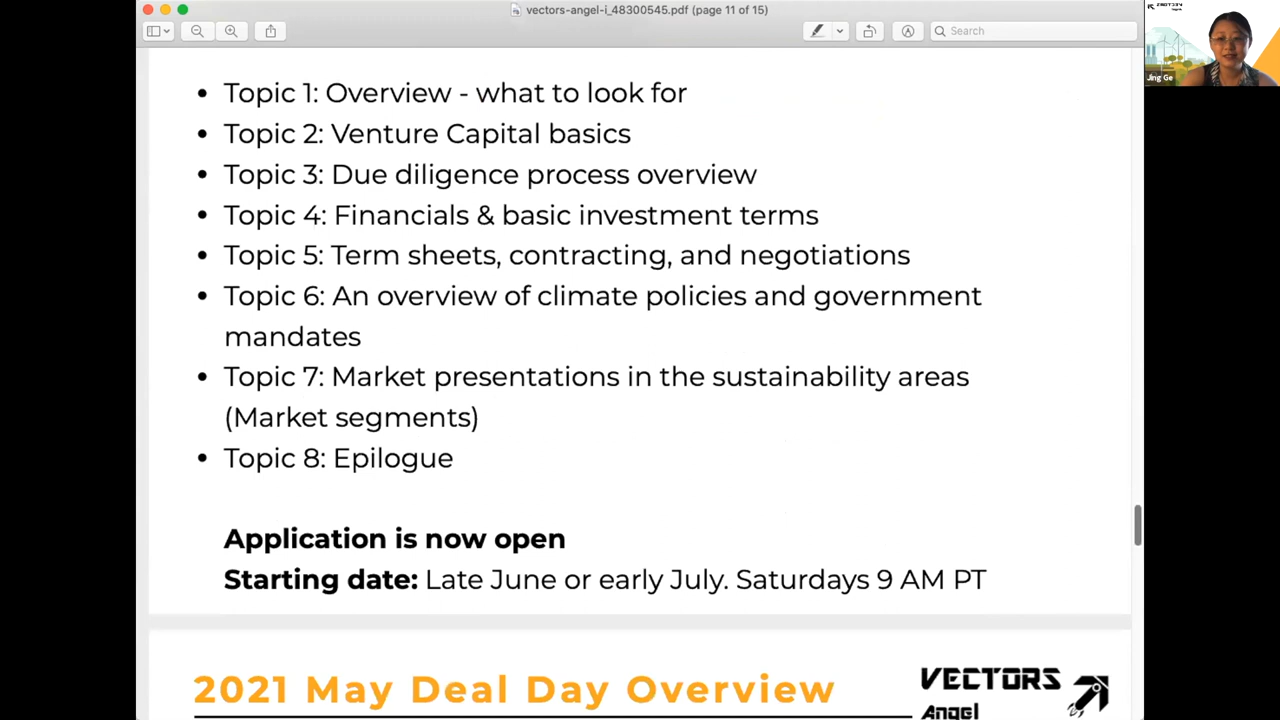 vectors-angel-i_48300545.pdf (page 11 of 15)
Search
Jing Ge
• Topic 1: Overview - what to look for
• Topic 2: Venture Capital basics
• Topic 3: Due diligence process overview
• Topic 4: Financials & basic investment terms
• Topic 5: Term sheets, contracting, and negotiations
• Topic 6: An overview of climate policies and government
mandates
• Topic 7: Market presentations in the sustainability areas
(Market segments)
• Topic 8: Epilogue
Application is now open
Starting date: Late June or early July. Saturdays 9 AM PT
2021 May Deal Day Overview
VECTORS
Angel